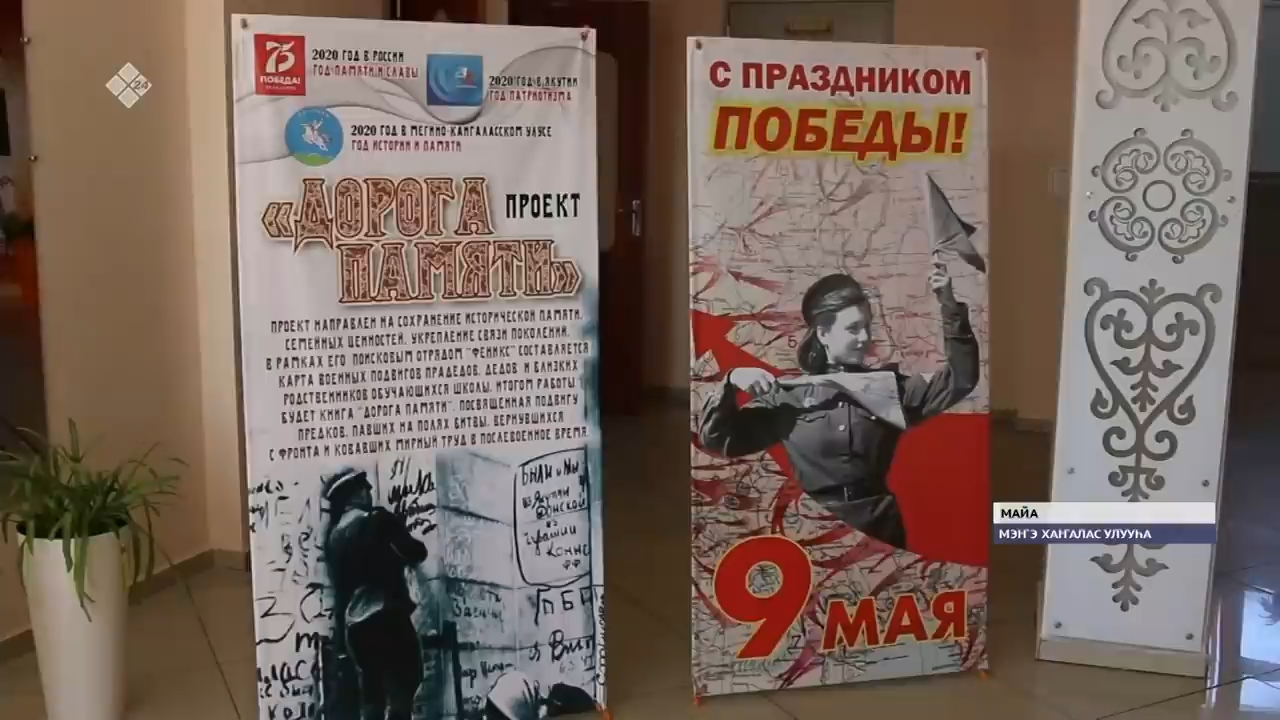 24
75
ПОБЕДА!
2020 ГОД В РОССИИ
ГОД ПАМЯТИ И СЛАВЫ
2020 ГОД В ЯКУТИИ
ГОД ПАТРИОТИЗМА
2020 ГОД В МЕГИНО-КАНГАЛАССКОМ УЛУСЕ
ГОД ИСТОРИИ И ПАМЯТИ
«ДОРОГА ПРОЕКТ
ПАМЯТИ»
ПРОЕКТ НАПРАВЛЕН НА СОХРАНЕНИЕ ИСТОРИЧЕСКОЙ ПАМЯТИ,
СЕМЕЙНЫХ ЦЕННОСТЕЙ, УКРЕПЛЕНИЕ СВЯЗИ ПОКОЛЕНИЙ.
В РАМКАХ ЕГО ПОИСКОВЫМ ОТРЯДОМ "ФЕНИКС" СОСТАВЛЯЕТСЯ
КАРТА ВОЕННЫХ ПОДВИГОВ ПРАДЕДОВ, ДЕДОВ И БЛИЗКИХ
РОДСТВЕННИКОВ ОБУЧАЮЩИХСЯ ШКОЛЫ. ИТОГОМ РАБОТЫ
БУДЕТ КНИГА "ДОРОГА ПАМЯТИ", ПОСВЯЩЕННАЯ ПОДВИГУ
ПРЕДКОВ, ПАВШИХ НА ПОЛЯХ БИТВЫ, ВЕРНУВШИХСЯ
С ФРОНТА И КОВАВШИХ МИРНЫЙ ТРУД В ПОСЛЕВОЕННОЕ ВРЕМЯ
БЫЛИ и МЫ
С ПРАЗДНИКОМ
ПОБЕДЫ!
9 МАЯ
МАЙА
МЭҤЭ ХАҤАЛАС УЛУУҺА